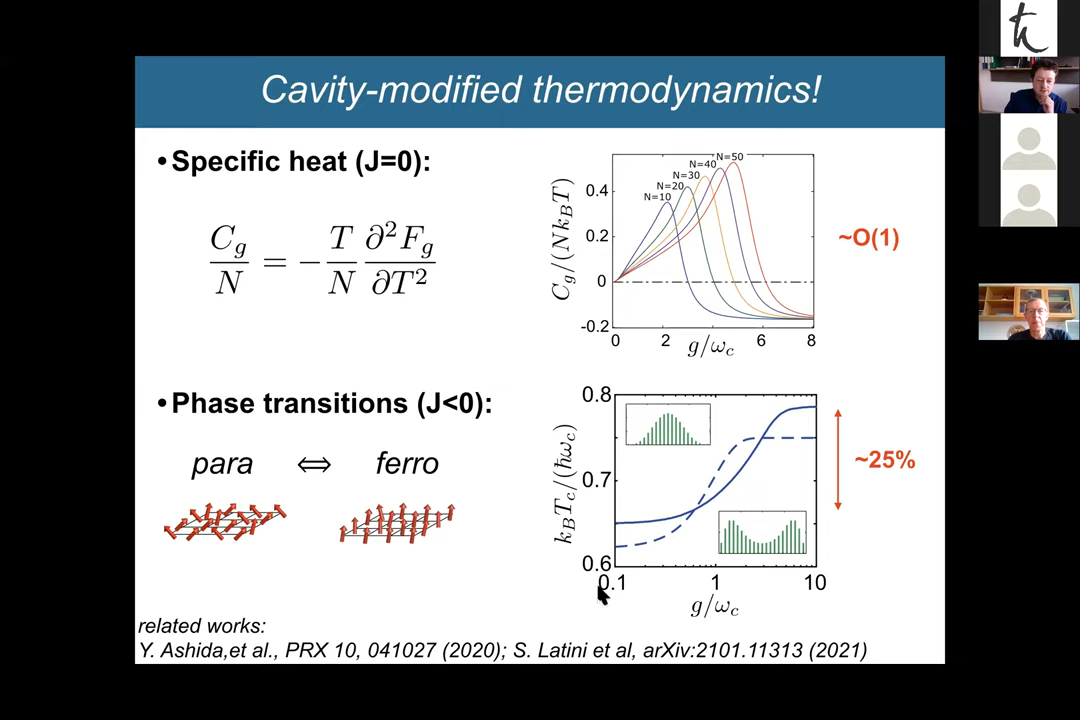 Cavity-modified thermodynamics!
•Specific heat (J=0):
C_g/N = − T/N ∂²F_g/∂T²
C_g/(Nk_BT)
0.4
0.2
0
-0.2
N=10
N=20
N=30
N=40
N=50
0 2 6 8
g/ω_c
~O(1)
•Phase transitions (J<0):
para ⇔ ferro
k_BT_c/(ℏω_c)
0.8
0.7
0.6
0.1 1 10
g/ω_c
~25%
related works:
Y. Ashida,et al., PRX 10, 041027 (2020); S. Latini et al, arXiv:2101.11313 (2021)